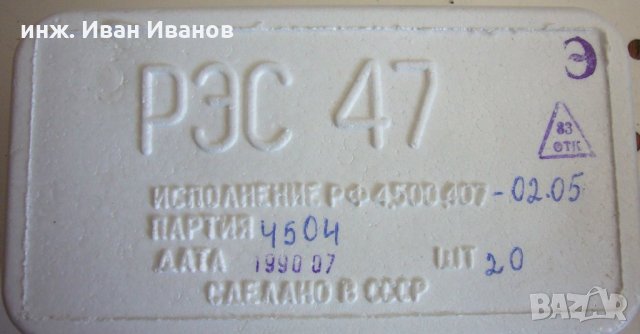 инж. Иван Иванов
РЭС 47
Э
83
ОТК
ИСПОЛНЕНИЕ РФ4.500.407-02.05
ПАРТИЯ 4504
ДАТА 1990 07 ШТ 20
СДЕЛАНО В СССР
BAZAR